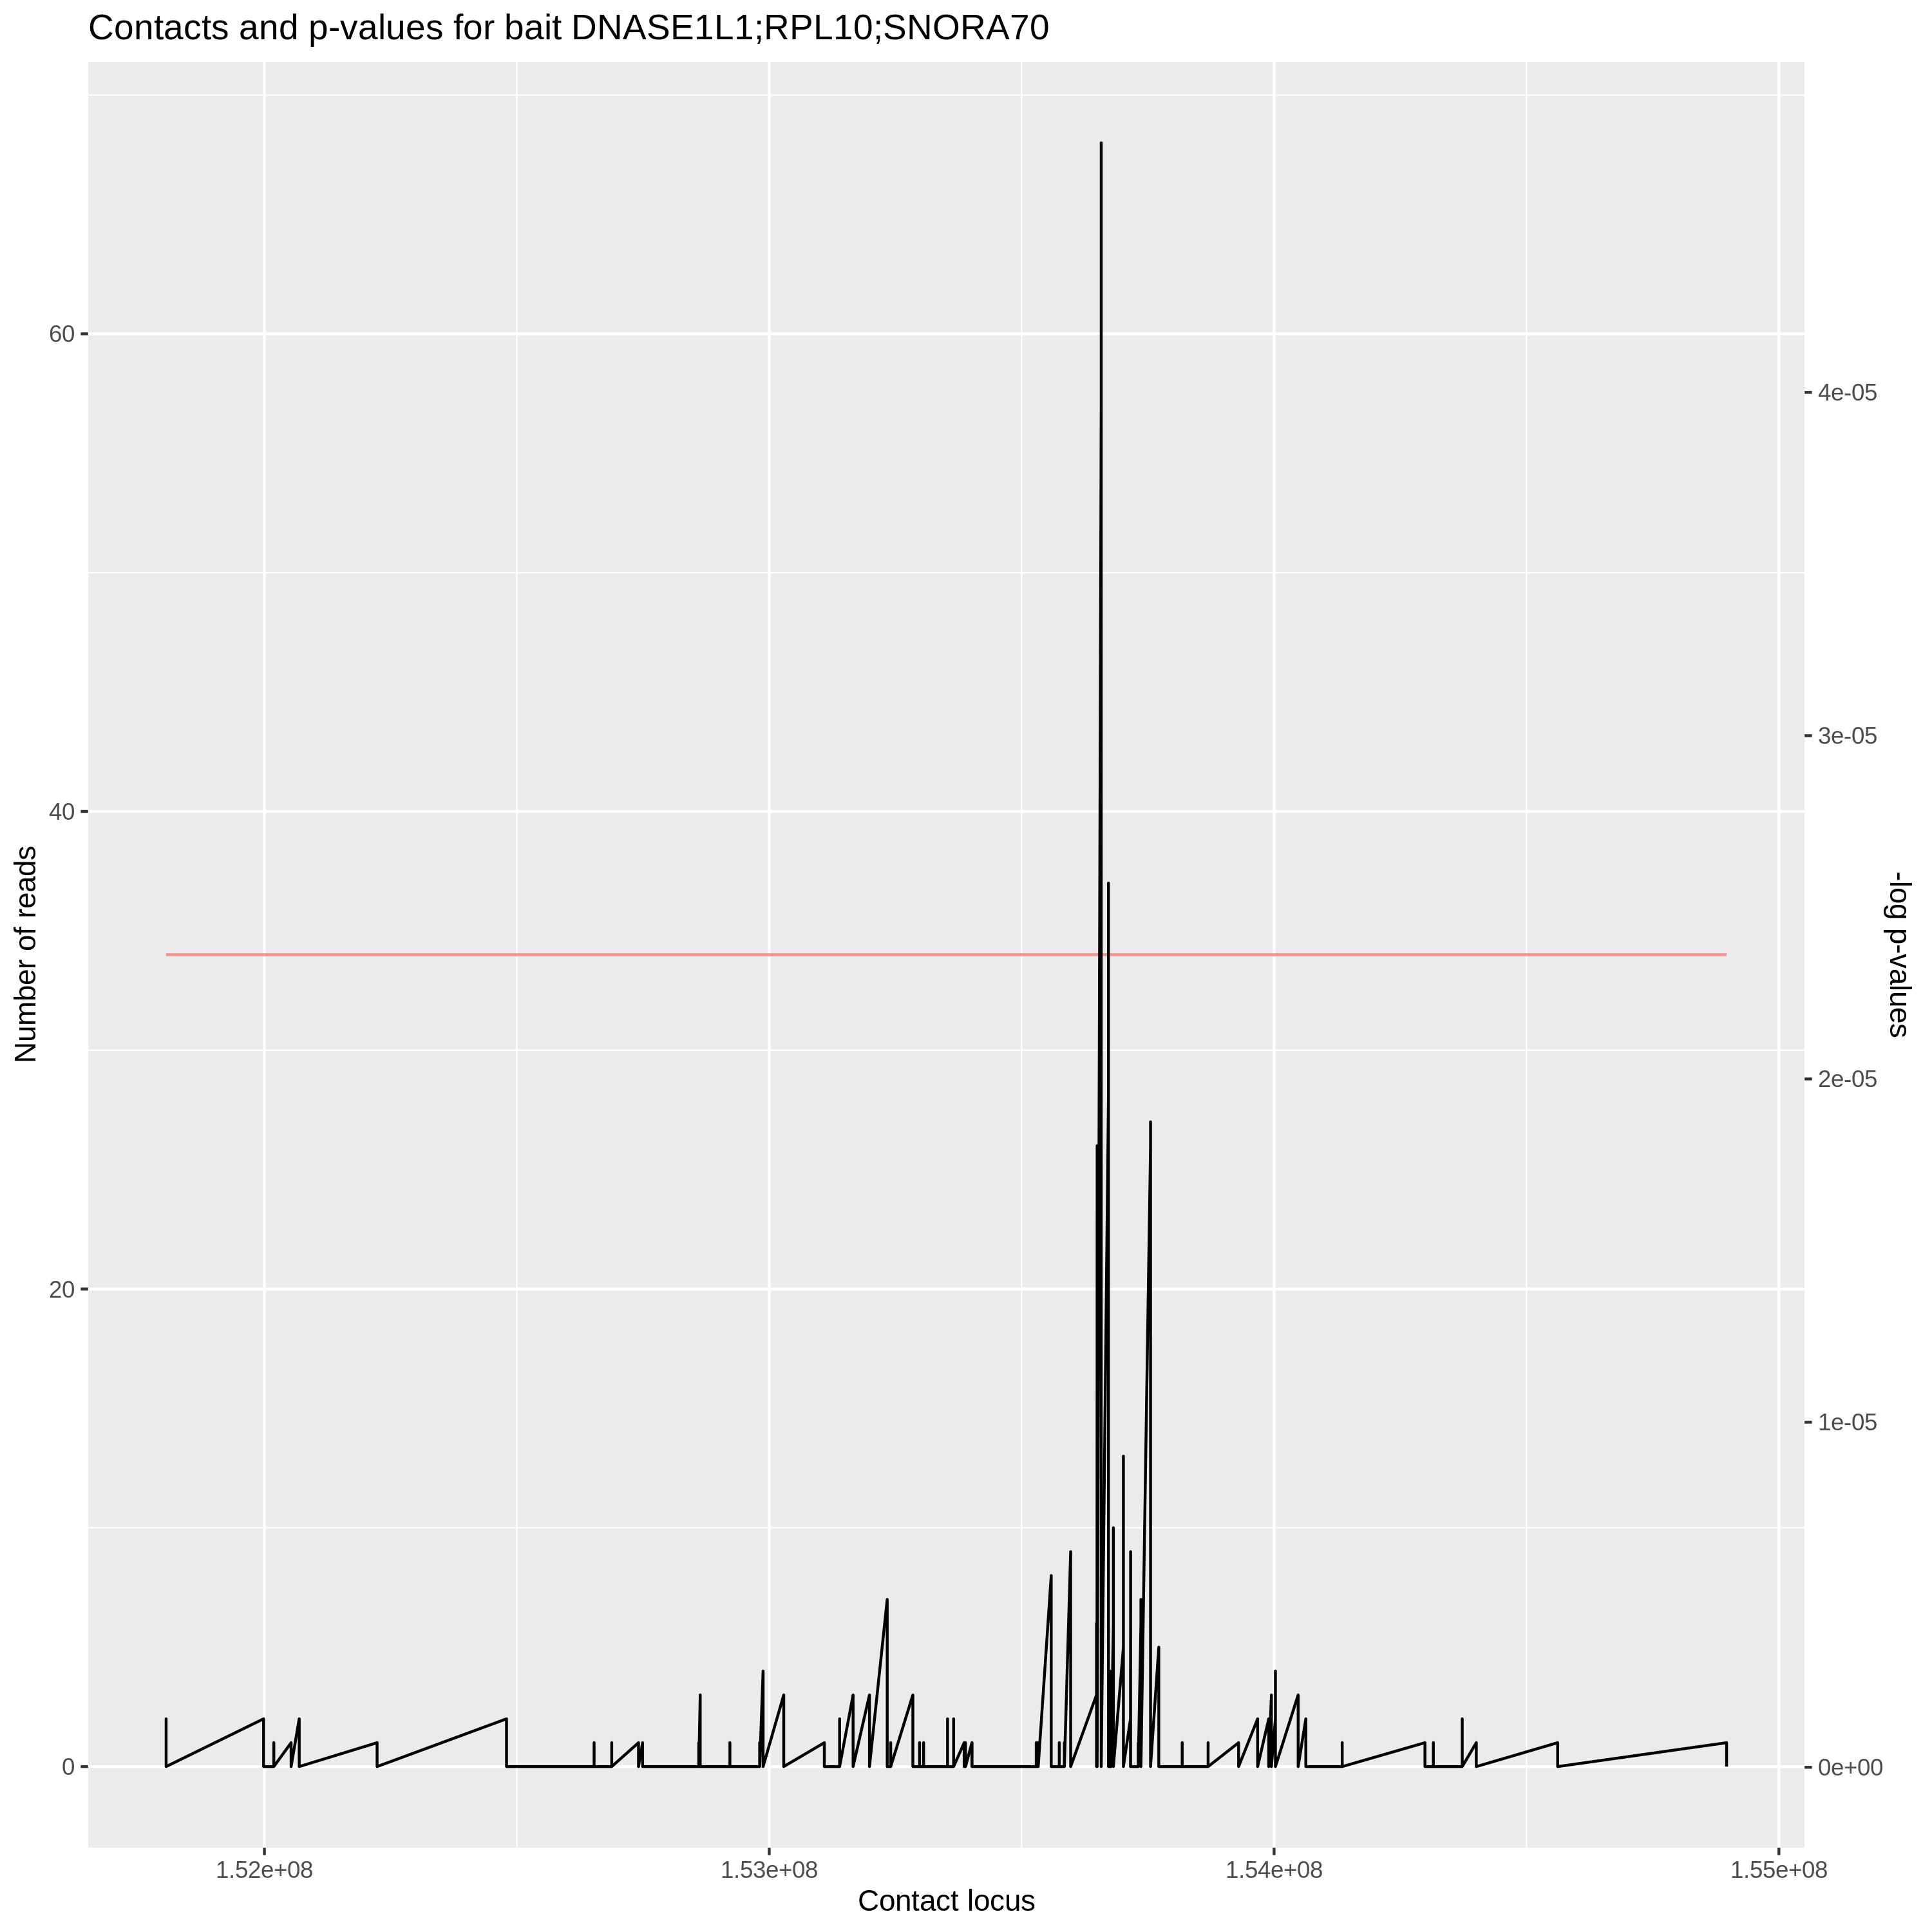 Contacts and p-values for bait DNASE1L1;RPL10;SNORA70
Number of reads
60
40
20
0
4e-05
3e-05
2e-05
1e-05
0e+00
-log p-values
1.52e+08 1.53e+08 1.54e+08 1.55e+08
Contact locus